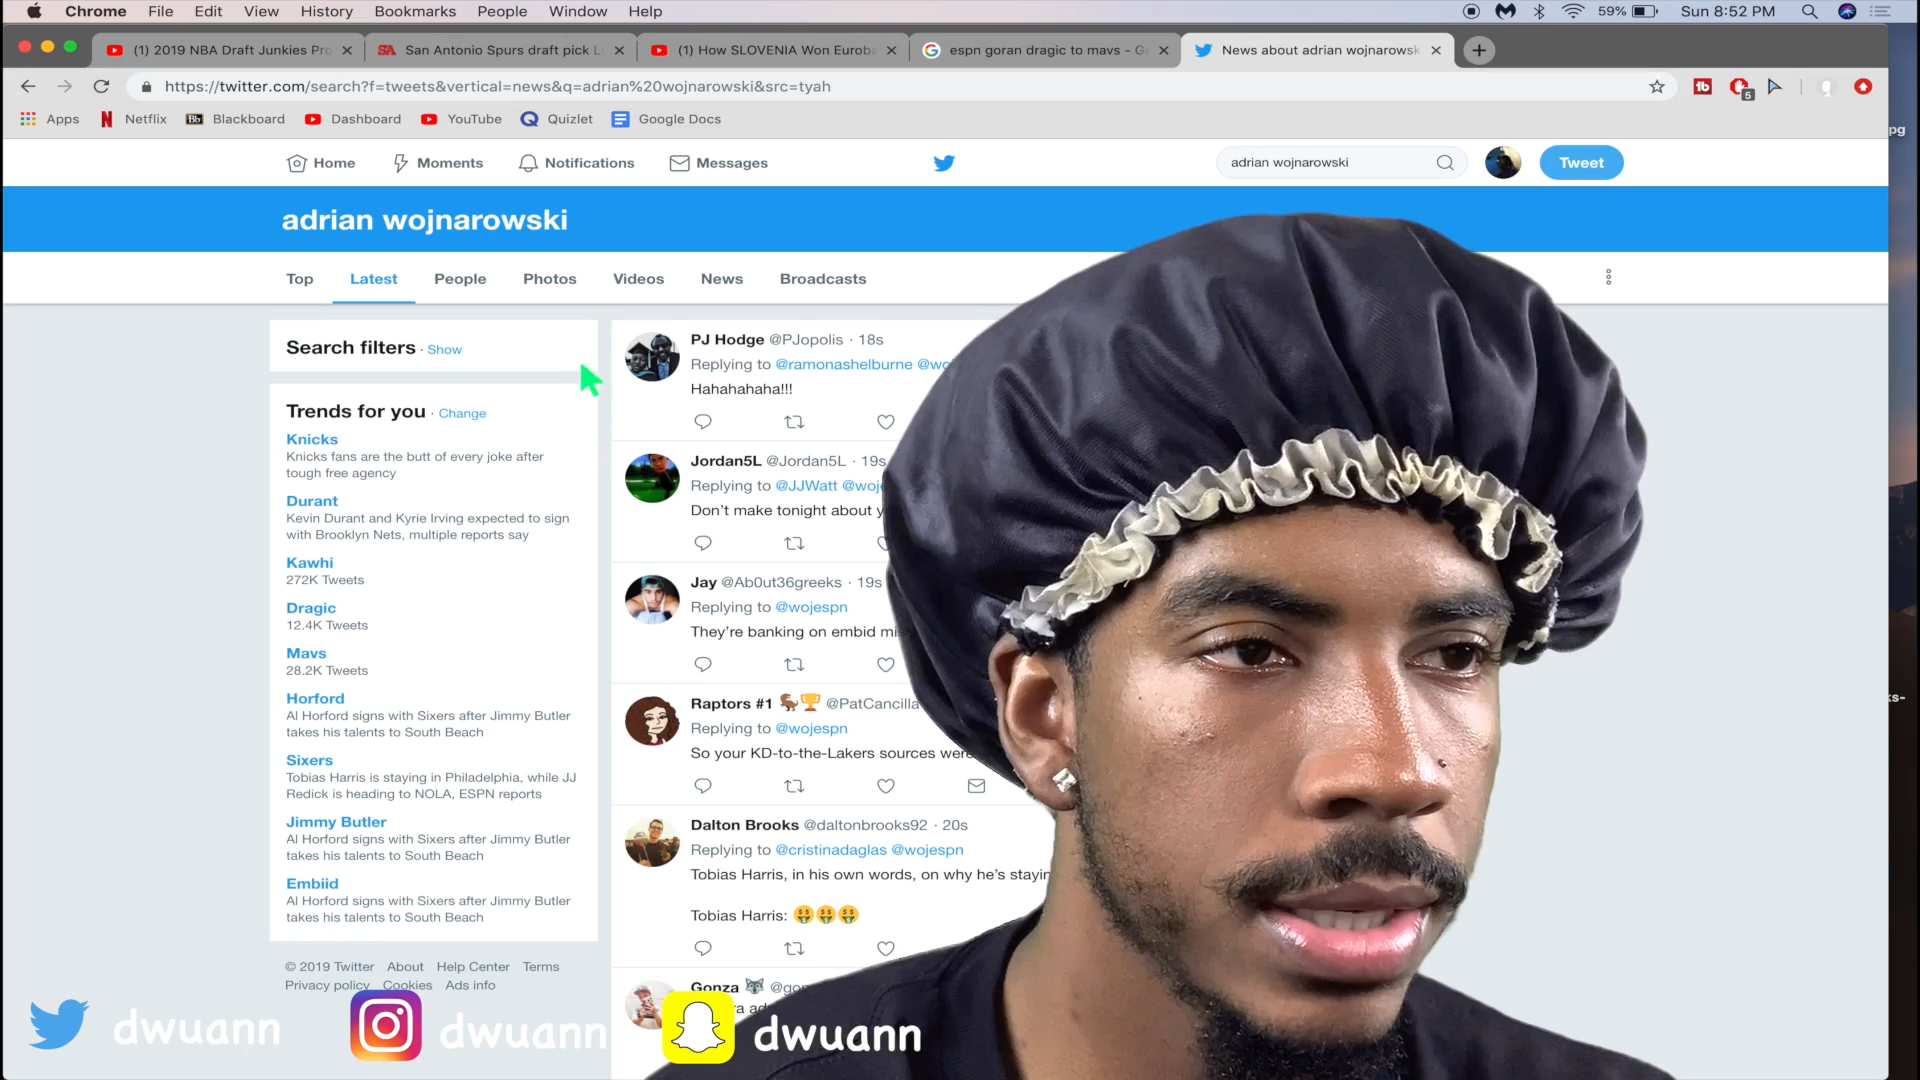 Chrome File Edit View History Bookmarks People Window Help 59% Sun 8:52 PM
(1) 2019 NBA Draft Junkies Pro San Antonio Spurs draft pick (1) How SLOVENIA Won Euroba espn goran dragic to mavs - G News about adrian wojnarowsk
https://twitter.com/search?f=tweets&vertical=news&q=adrian%20wojnarowski&src=tyah 5
Apps Netflix Bb Blackboard Dashboard YouTube Quizlet Google Docs
pg
Home Moments Notifications Messages adrian wojnarowski Tweet
adrian wojnarowski
Top Latest People Photos Videos News Broadcasts
Search filters · Show
Trends for you · Change
Knicks
Knicks fans are the butt of every joke after
tough free agency
Durant
Kevin Durant and Kyrie Irving expected to sign
with Brooklyn Nets, multiple reports say
Kawhi
272K Tweets
Dragic
12.4K Tweets
Mavs
28.2K Tweets
Horford
Al Horford signs with Sixers after Jimmy Butler
takes his talents to South Beach
Sixers
Tobias Harris is staying in Philadelphia, while JJ
Redick is heading to NOLA, ESPN reports
Jimmy Butler
Al Horford signs with Sixers after Jimmy Butler
takes his talents to South Beach
Embiid
Al Horford signs with Sixers after Jimmy Butler
takes his talents to South Beach
© 2019 Twitter About Help Center Terms
Privacy policy Cookies Ads info
PJ Hodge @PJopolis · 18s
Replying to @ramonashelburne @wo
Hahahahaha!!!
Jordan5L @Jordan5L · 19s
Replying to @JJWatt @woje
Don't make tonight about y
Jay @Ab0ut36greeks · 19s
Replying to @wojespn
They're banking on embid mi
Raptors #1 🦖🏆 @PatCancilla
Replying to @wojespn
So your KD-to-the-Lakers sources were
Dalton Brooks @daltonbrooks92 · 20s
Replying to @cristinadaglas @wojespn
Tobias Harris, in his own words, on why he's stayin
Tobias Harris: 🤑🤑🤑
Gonza 🐺 @gon
ks-
dwuann dwuann dwuann